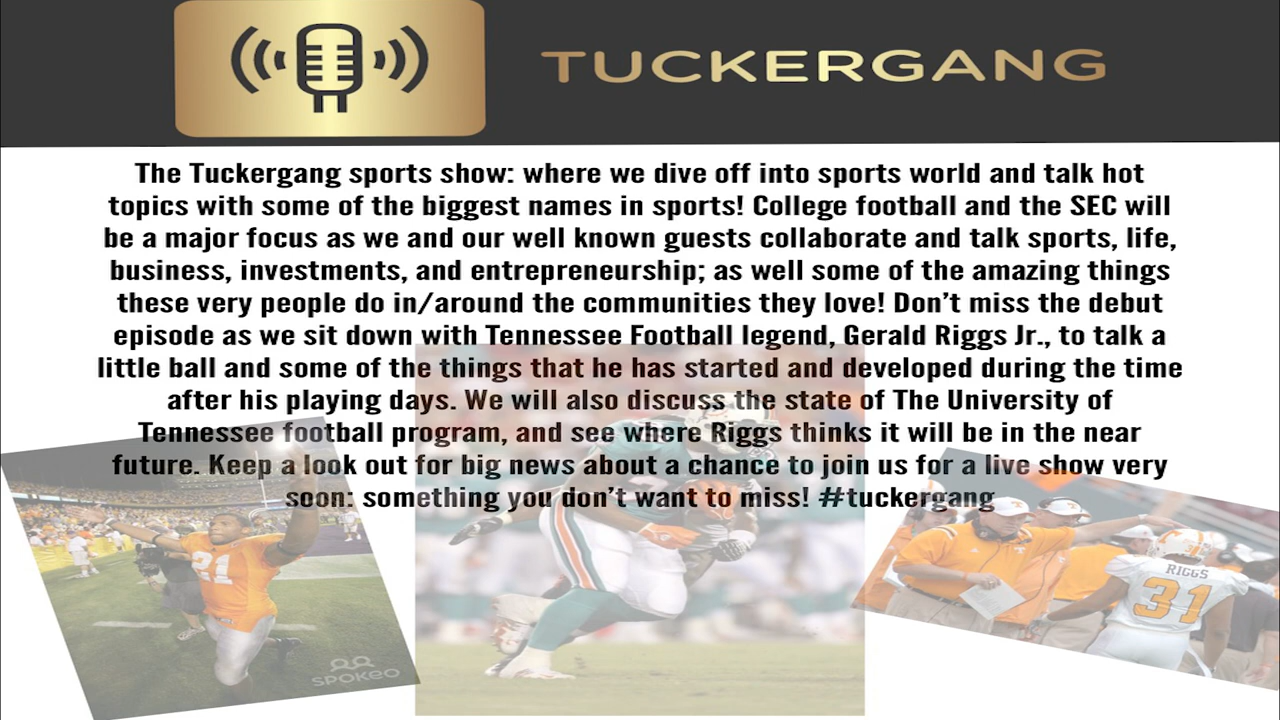 TUCKERGANG
The Tuckergang sports show: where we dive off into sports world and talk hot
topics with some of the biggest names in sports! College football and the SEC will
be a major focus as we and our well known guests collaborate and talk sports, life,
business, investments, and entrepreneurship; as well some of the amazing things
these very people do in/around the communities they love! Don’t miss the debut
episode as we sit down with Tennessee Football legend, Gerald Riggs Jr., to talk a
little ball and some of the things that he has started and developed during the time
after his playing days. We will also discuss the state of The University of
Tennessee football program, and see where Riggs thinks it will be in the near
future. Keep a look out for big news about a chance to join us for a live show very
soon: something you don’t want to miss! #tuckergang
21
SPOKEO
T
RIGGS
31